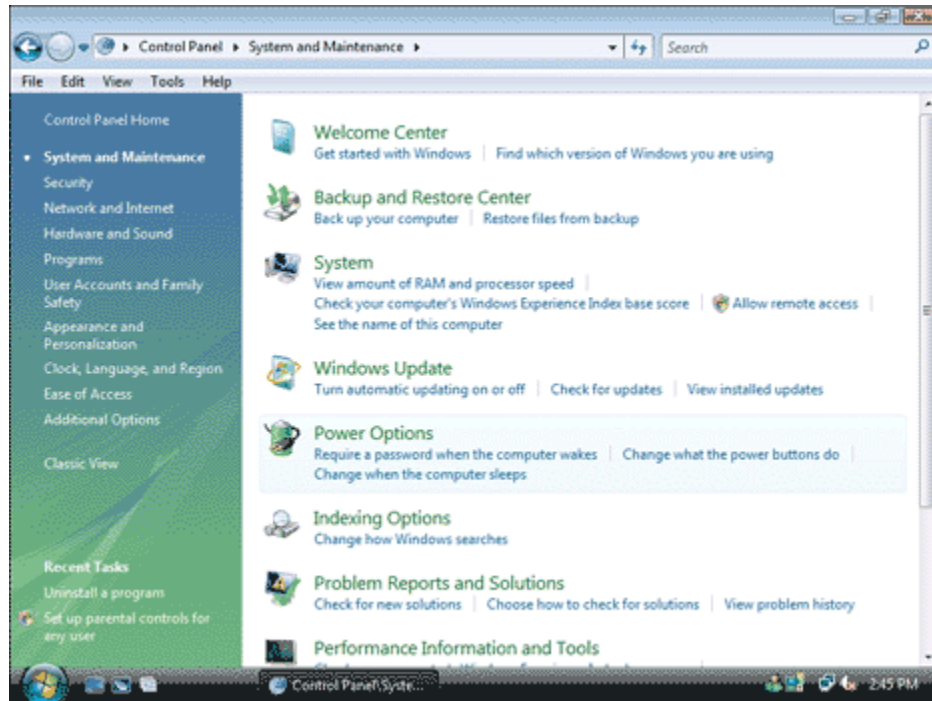 Control Panel System and Maintenance
Search
File Edit View Tools Help
Control Panel Home
System and Maintenance
Security
Network and Internet
Hardware and Sound
Programs
User Accounts and Family
Safety
Appearance and
Personalization
Clock, Language, and Region
Ease of Access
Additional Options
Classic View
Recent Tasks
Uninstall a program
Set up parental controls for
any user
Welcome Center
Get started with Windows Find which version of Windows you are using
Backup and Restore Center
Back up your computer Restore files from backup
System
View amount of RAM and processor speed
Check your computer's Windows Experience Index base score Allow remote access
See the name of this computer
Windows Update
Turn automatic updating on or off Check for updates View installed updates
Power Options
Require a password when the computer wakes Change what the power buttons do
Change when the computer sleeps
Indexing Options
Change how Windows searches
Problem Reports and Solutions
Check for new solutions Choose how to check for solutions View problem history
Performance Information and Tools
Control Panel\Syste...
2:45 PM